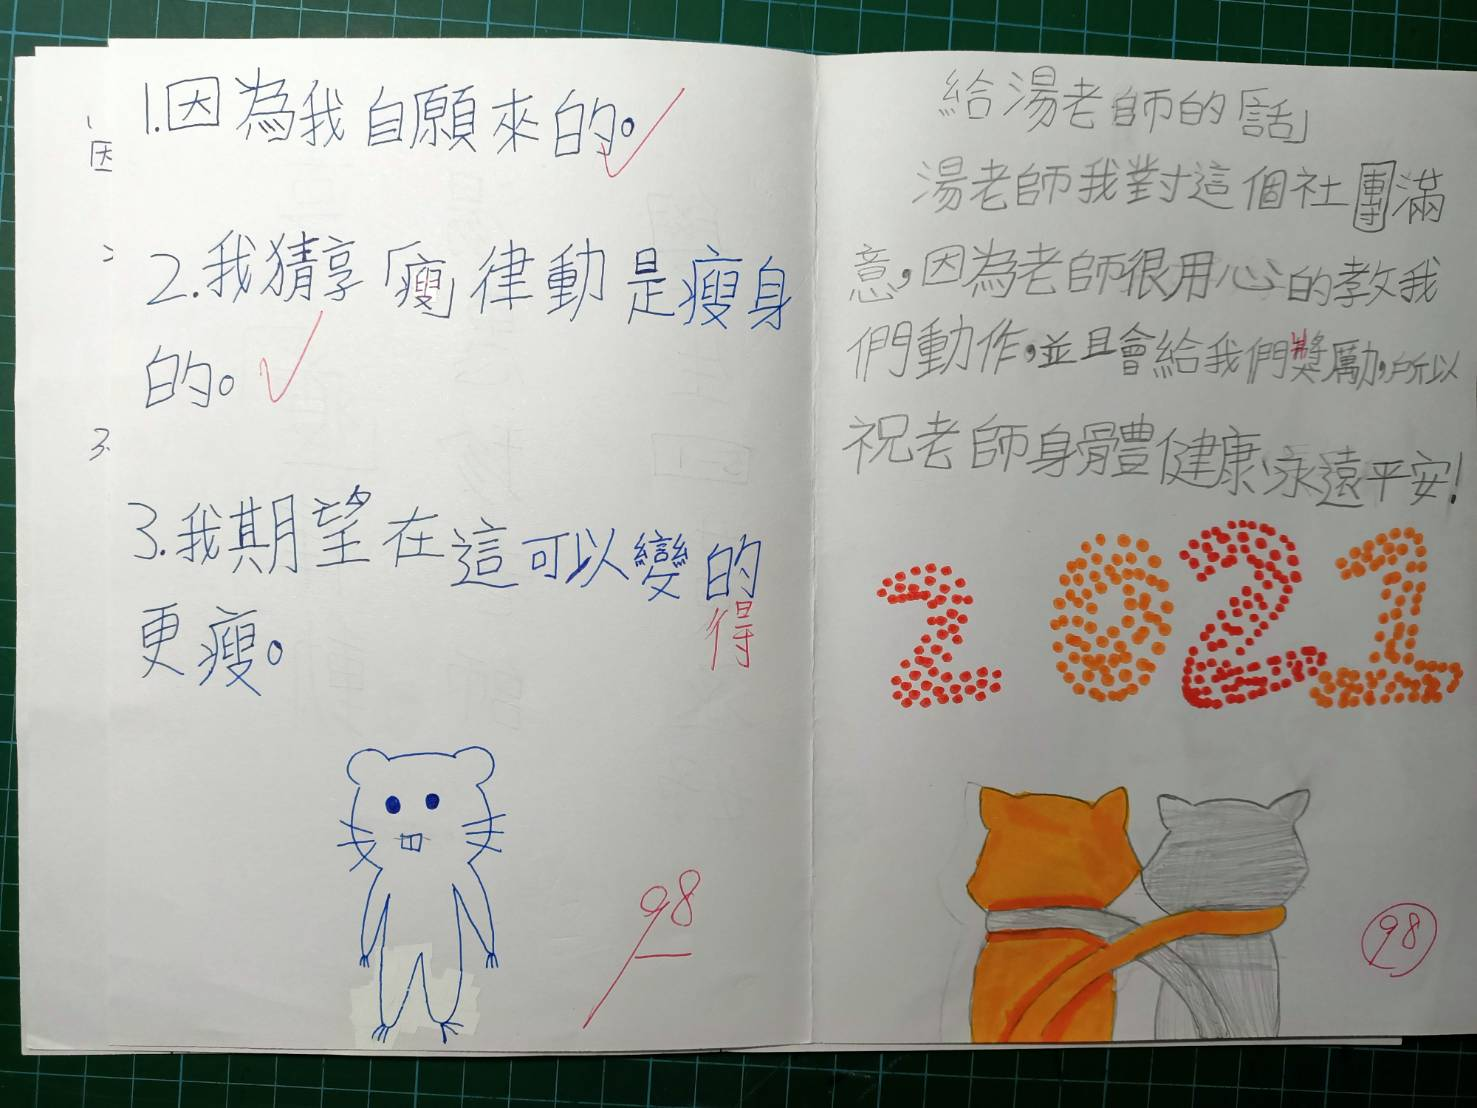 1.因為我自願來的。
2.我猜享「瘦」律動是瘦身
的。
3.我期望在這可以變的
得
更瘦。
98
因
3.
給湯老師的「話」
湯老師我對這個社團滿
意，因為老師很用心的教我
們動作，並且會給我們獎勵，所以
祝老師身體健康、永遠平安！
2021
98